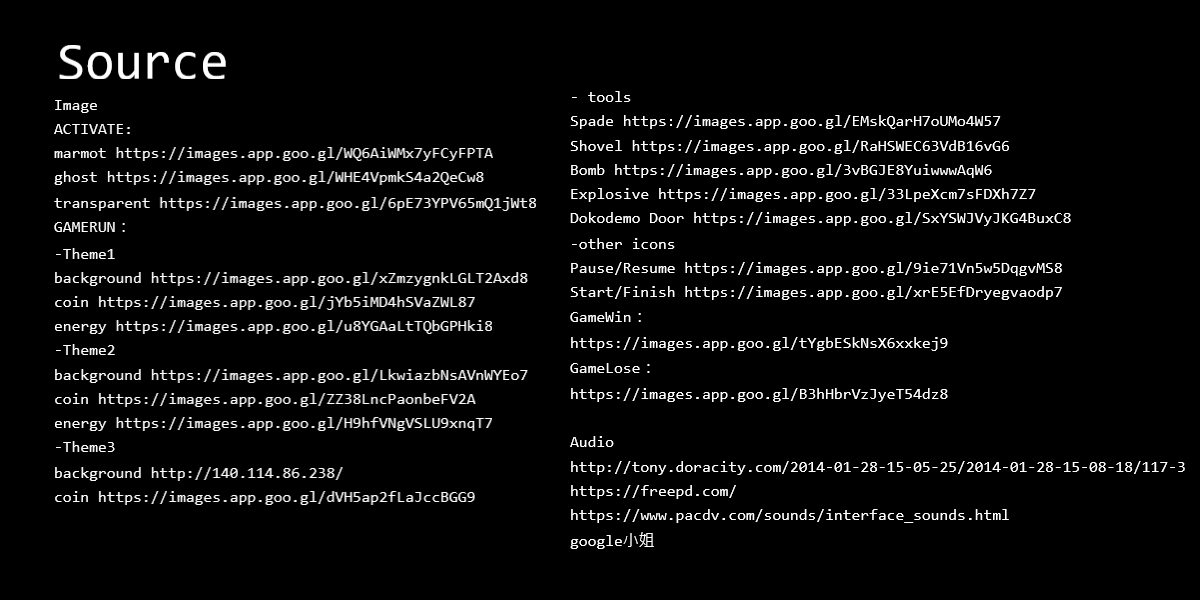 Source
Image
ACTIVATE:
marmot https://images.app.goo.gl/WQ6AiWMx7yFCyFPTA
ghost https://images.app.goo.gl/WHE4VpmkS4a2QeCw8
transparent https://images.app.goo.gl/6pE73YPV65mQ1jWt8
GAMERUN：
-Theme1
background https://images.app.goo.gl/xZmzygnkLGLT2Axd8
coin https://images.app.goo.gl/jYb5iMD4hSVaZWL87
energy https://images.app.goo.gl/u8YGAaLtTQbGPHki8
-Theme2
background https://images.app.goo.gl/LkwiazbNsAVnWYEo7
coin https://images.app.goo.gl/ZZ38LncPaonbeFV2A
energy https://images.app.goo.gl/H9hfVNgVSLU9xnqT7
-Theme3
background http://140.114.86.238/
coin https://images.app.goo.gl/dVH5ap2fLaJccBGG9
- tools
Spade https://images.app.goo.gl/EMskQarH7oUMo4W57
Shovel https://images.app.goo.gl/RaHSWEC63VdB16vG6
Bomb https://images.app.goo.gl/3vBGJE8YuiwwwAqW6
Explosive https://images.app.goo.gl/33LpeXcm7sFDXh7Z7
Dokodemo Door https://images.app.goo.gl/SxYSWJVyJKG4BuxC8
-other icons
Pause/Resume https://images.app.goo.gl/9ie71Vn5w5DqgvMS8
Start/Finish https://images.app.goo.gl/xrE5EfDryegvaodp7
GameWin：
https://images.app.goo.gl/tYgbESkNsX6xxkej9
GameLose：
https://images.app.goo.gl/B3hHbrVzJyeT54dz8
Audio
http://tony.doracity.com/2014-01-28-15-05-25/2014-01-28-15-08-18/117-3
https://freepd.com/
https://www.pacdv.com/sounds/interface_sounds.html
google小姐